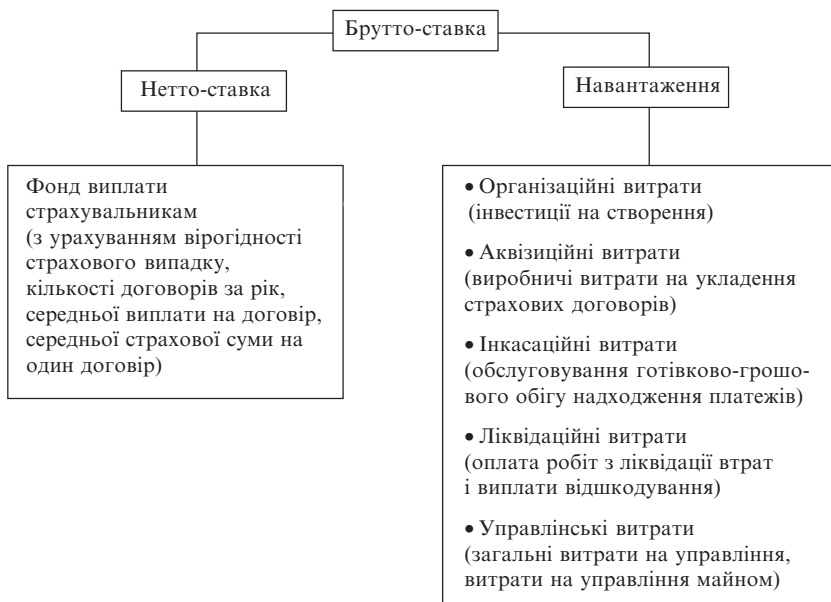 Брутто-ставка
Нетто-ставка
Навантаження
Фонд виплати
страхувальникам
(з урахуванням вірогідності
страхового випадку,
кількості договорів за рік,
середньої виплати на договір,
середньої страхової суми на
один договір)
• Організаційні витрати
(інвестиції на створення)
• Аквізиційні витрати
(виробничі витрати на укладення
страхових договорів)
• Інкасаційні витрати
(обслуговування готівково-грошо-
вого обігу надходження платежів)
• Ліквідаційні витрати
(оплата робіт з ліквідації втрат
і виплати відшкодування)
• Управлінські витрати
(загальні витрати на управління,
витрати на управління майном)